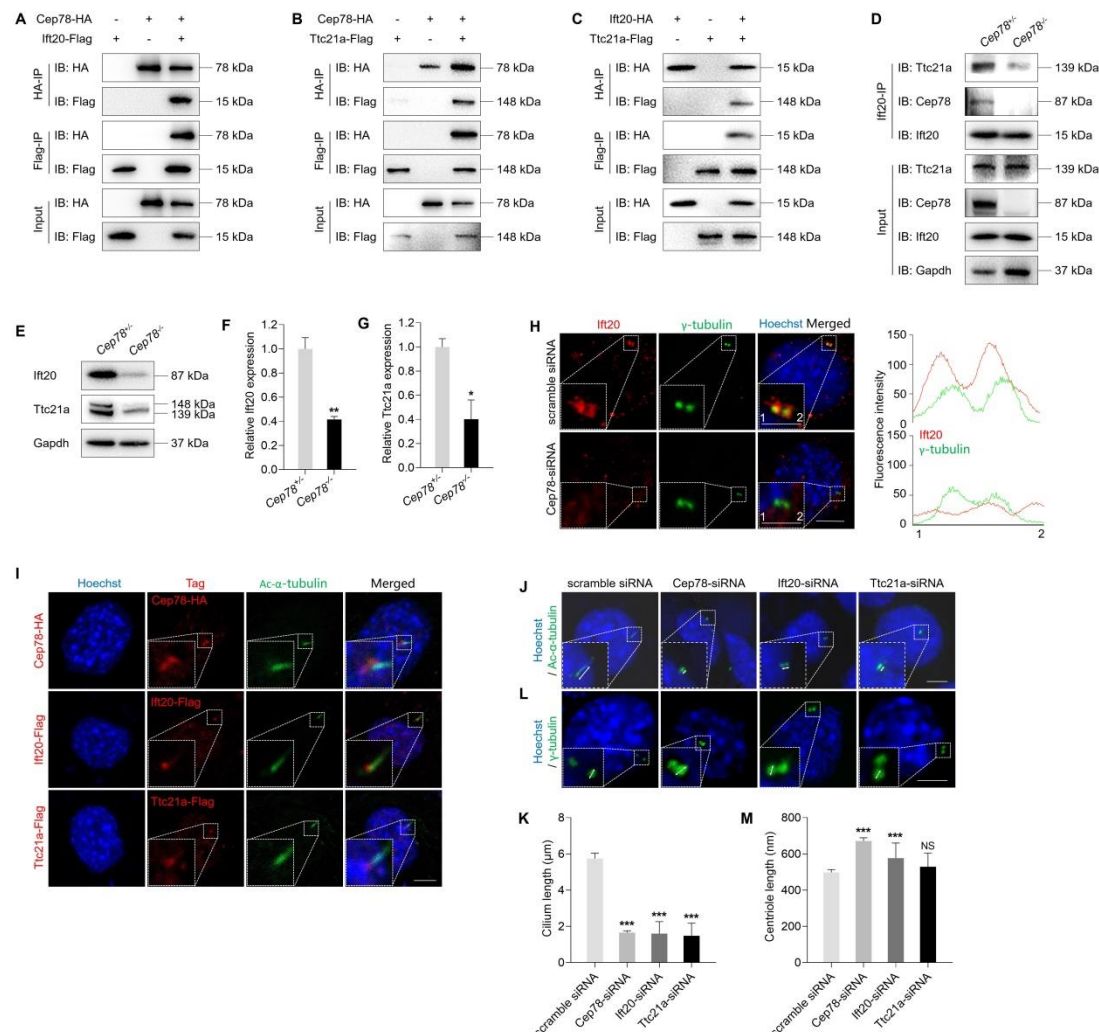 A
Cep78-HA - + +
Ift20-Flag + - +
HA-IP
IB: HA 78 kDa
IB: Flag 15 kDa
Flag-IP
IB: HA 78 kDa
IB: Flag 15 kDa
Input
IB: HA 78 kDa
IB: Flag 15 kDa
B
Cep78-HA - + +
Ttc21a-Flag + - +
HA-IP
IB: HA 78 kDa
IB: Flag 148 kDa
Flag-IP
IB: HA 78 kDa
IB: Flag 148 kDa
Input
IB: HA 78 kDa
IB: Flag 148 kDa
C
Ift20-HA + - +
Ttc21a-Flag - + +
HA-IP
IB: HA 15 kDa
IB: Flag 148 kDa
Flag-IP
IB: HA 15 kDa
IB: Flag 148 kDa
Input
IB: HA 15 kDa
IB: Flag 148 kDa
D
Cep78+/- Cep78-/-
Ift20-IP
IB: Ttc21a 139 kDa
IB: Cep78 87 kDa
IB: Ift20 15 kDa
Input
IB: Ttc21a 139 kDa
IB: Cep78 87 kDa
IB: Ift20 15 kDa
IB: Gapdh 37 kDa
E
Cep78+/- Cep78-/-
Ift20 87 kDa
Ttc21a 148 kDa
139 kDa
Gapdh 37 kDa
F
Relative Ift20 expression
1.2
1.0
0.8
0.6
0.4
0.2
0.0
**
Cep78+/- Cep78-/-
G
Relative Ttc21a expression
1.2
1.0
0.8
0.6
0.4
0.2
0.0
*
Cep78+/- Cep78-/-
H
Ift20 γ-tubulin Hoechst Merged
scramble siRNA
1 2
Cep78-siRNA
1 2
Fluorescence intensity
150
100
50
0
Ift20
γ-tubulin
150
100
50
0
1 2
I
Hoechst Tag Ac-α-tubulin Merged
Cep78-HA
Cep78-HA
Ift20-Flag
Ift20-Flag
Ttc21a-Flag
Ttc21a-Flag
J
scramble siRNA Cep78-siRNA Ift20-siRNA Ttc21a-siRNA
Hoechst
/ Ac-α-tubulin
L
Hoechst
/ γ-tubulin
K
Cilium length (μm)
8
6
4
2
0
*** *** ***
scramble siRNA Cep78-siRNA Ift20-siRNA Ttc21a-siRNA
M
Centriole length (nm)
800
600
400
200
0
*** *** NS
scramble siRNA Cep78-siRNA Ift20-siRNA Ttc21a-siRNA